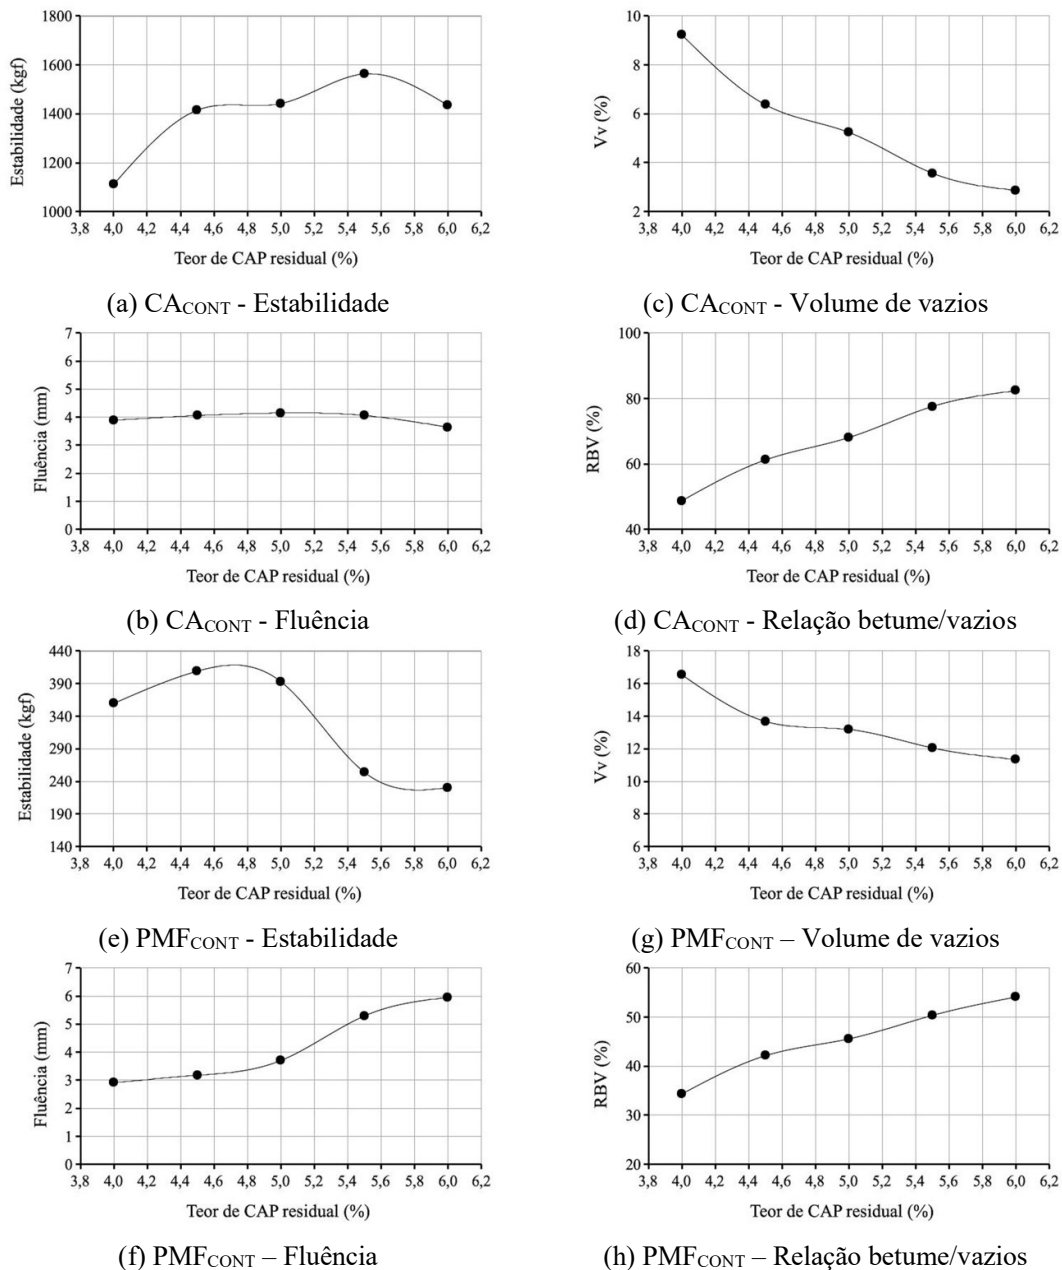 1800
1600
1400
1200
1000
Estabilidade (kgf)
3,8 4,0 4,2 4,4 4,6 4,8 5,0 5,2 5,4 5,6 5,8 6,0 6,2
Teor de CAP residual (%)
(a) CACONT - Estabilidade
10
8
6
4
2
Vv (%)
3,8 4,0 4,2 4,4 4,6 4,8 5,0 5,2 5,4 5,6 5,8 6,0 6,2
Teor de CAP residual (%)
(c) CACONT - Volume de vazios
7
6
5
4
3
2
1
0
Fluência (mm)
3,8 4,0 4,2 4,4 4,6 4,8 5,0 5,2 5,4 5,6 5,8 6,0 6,2
Teor de CAP residual (%)
(b) CACONT - Fluência
100
80
60
40
RBV (%)
3,8 4,0 4,2 4,4 4,6 4,8 5,0 5,2 5,4 5,6 5,8 6,0 6,2
Teor de CAP residual (%)
(d) CACONT - Relação betume/vazios
440
390
340
290
240
190
140
Estabilidade (kgf)
3,8 4,0 4,2 4,4 4,6 4,8 5,0 5,2 5,4 5,6 5,8 6,0 6,2
Teor de CAP residual (%)
(e) PMFCONT - Estabilidade
18
16
14
12
10
8
6
Vv (%)
3,8 4,0 4,2 4,4 4,6 4,8 5,0 5,2 5,4 5,6 5,8 6,0 6,2
Teor de CAP residual (%)
(g) PMFCONT – Volume de vazios
7
6
5
4
3
2
1
0
Fluência (mm)
3,8 4,0 4,2 4,4 4,6 4,8 5,0 5,2 5,4 5,6 5,8 6,0 6,2
Teor de CAP residual (%)
(f) PMFCONT – Fluência
60
50
40
30
20
RBV (%)
3,8 4,0 4,2 4,4 4,6 4,8 5,0 5,2 5,4 5,6 5,8 6,0 6,2
Teor de CAP residual (%)
(h) PMFCONT – Relação betume/vazios